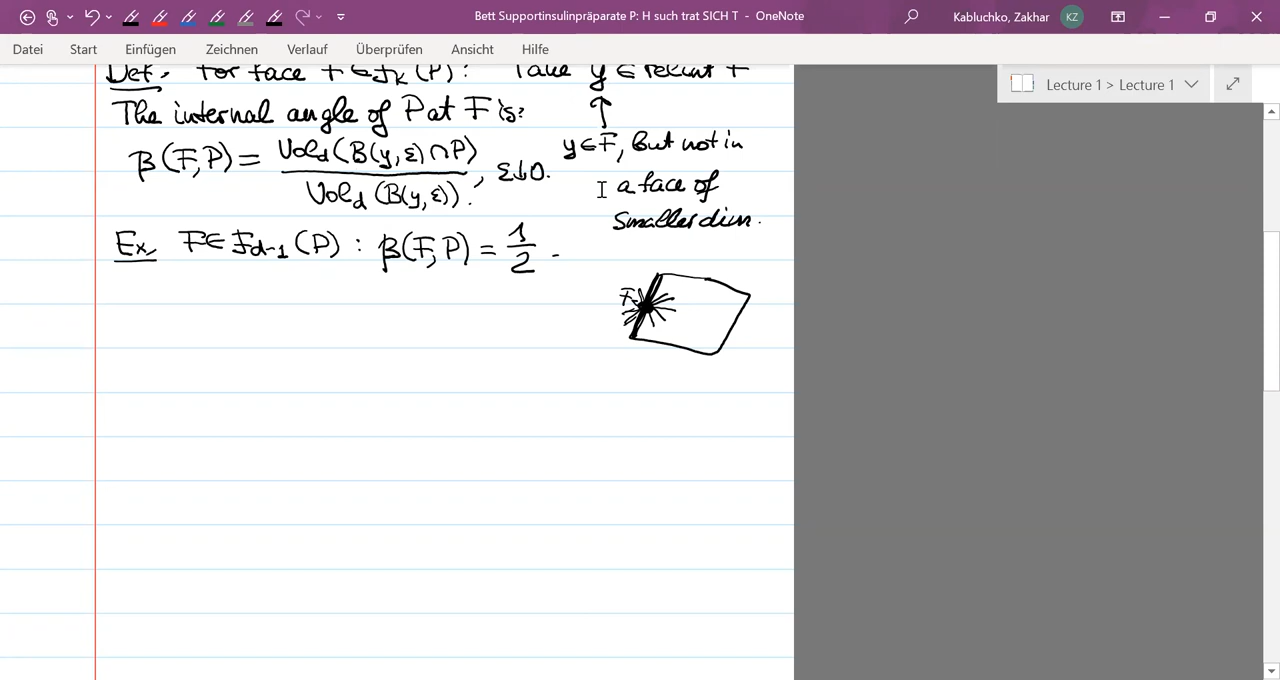 Bett Supportinsulinpräparate P: H such trat SICH T - OneNote
Kabluchko, Zakhar
KZ
Datei Start Einfügen Zeichnen Verlauf Überprüfen Ansicht Hilfe
Lecture 1 > Lecture 1
Def. For face F ∈ Fk(P): Take y ∈ relint F
The internal angle of P at F is:
y ∈ F, but not in
a face of
smaller dim.
β(F,P) = Vold(B(y,ε) ∩ P) / Vold(B(y,ε)), ε↓0.
Ex. F ∈ Fd-1(P) : β(F,P) = 1/2.
F